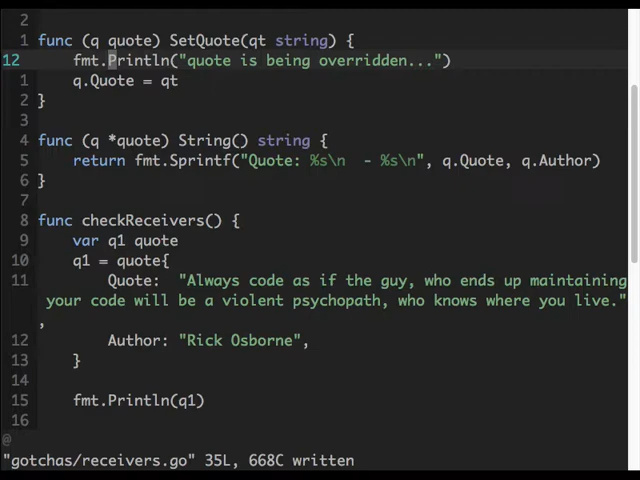 2
1 func (q quote) SetQuote(qt string) {
12 fmt.Println("quote is being overridden...")
1 q.Quote = qt
2 }
3
4 func (q *quote) String() string {
5 return fmt.Sprintf("Quote: %s\n  - %s\n", q.Quote, q.Author)
6 }
7
8 func checkReceivers() {
9 var q1 quote
10 q1 = quote{
11 Quote:  "Always code as if the guy, who ends up maintaining
your code will be a violent psychopath, who knows where you live."
,
12 Author: "Rick Osborne",
13 }
14
15 fmt.Println(q1)
16
@
"gotchas/receivers.go" 35L, 668C written